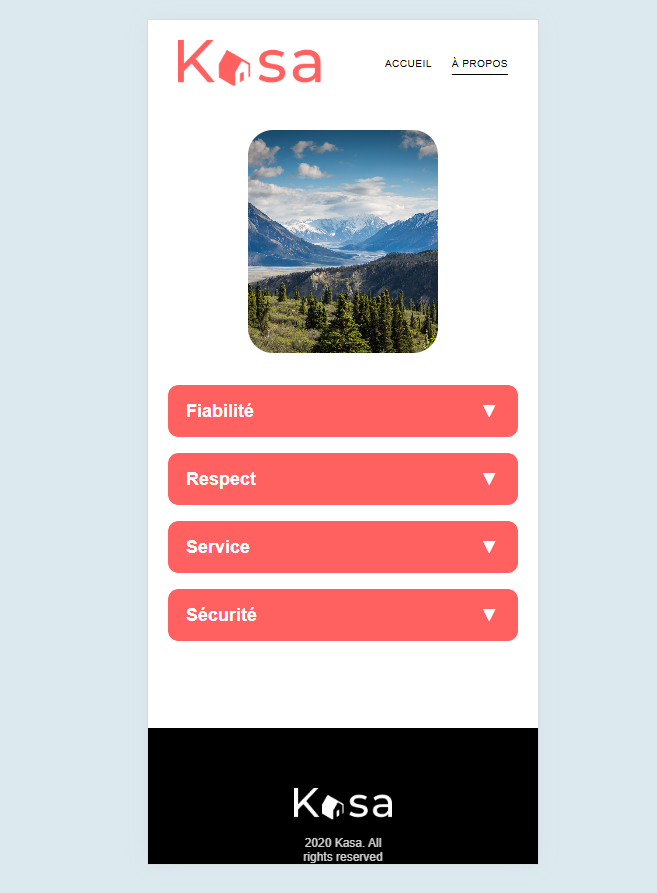 Kasa
ACCUEIL
À PROPOS
Fiabilité
▼
Respect
▼
Service
▼
Sécurité
▼
Kasa
2020 Kasa. All
rights reserved